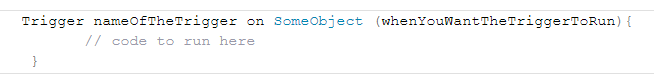 Trigger nameOfTheTrigger on SomeObject (whenYouWantTheTriggerToRun){
// code to run here
}